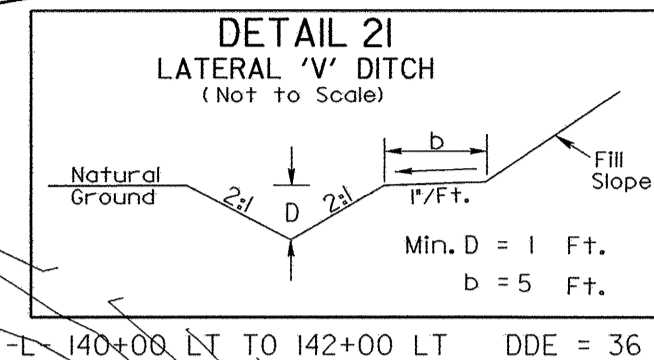 DETAIL 21
LATERAL 'V' DITCH
(Not to Scale)
b
Natural
Ground
2:1
D
2:1
1"/Ft.
Fill
Slope
Min. D = 1 Ft.
b = 5 Ft.
-L- 140+00 LT TO 142+00 LT DDE = 36